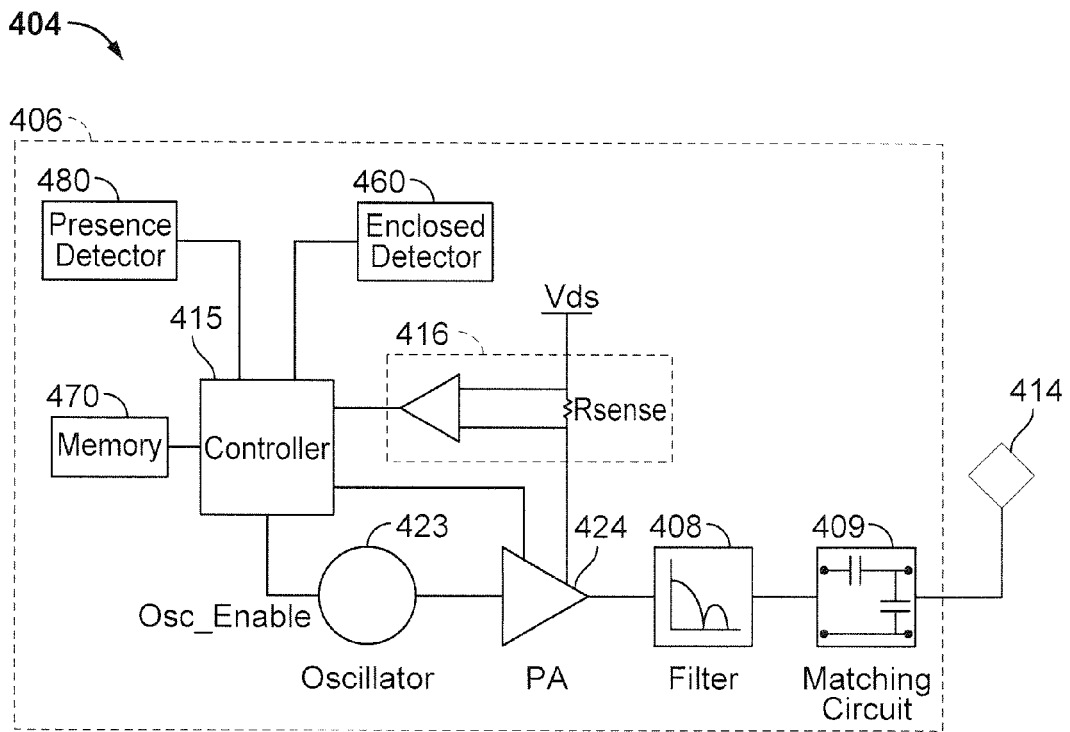 404
406
480
Presence
Detector
460
Enclosed
Detector
Vds
415
416
Rsense
470
Memory
Controller
414
423
424
408
409
Osc_Enable
Oscillator
PA
Filter
Matching
Circuit